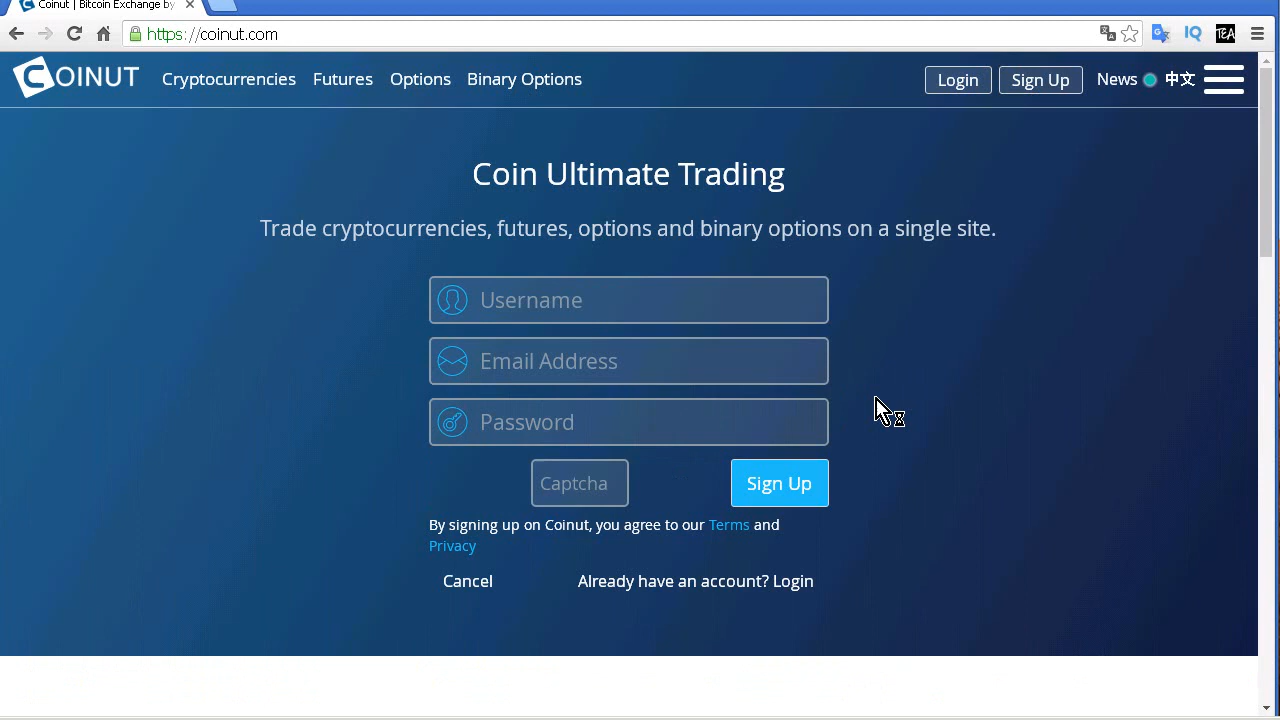 Coinut | Bitcoin Exchange by
https://coinut.com
IQ
TEA
COINUT
Cryptocurrencies
Futures
Options
Binary Options
Login
Sign Up
News
中文
Coin Ultimate Trading
Trade cryptocurrencies, futures, options and binary options on a single site.
Username
Email Address
Password
Captcha
Sign Up
By signing up on Coinut, you agree to our Terms and
Privacy
Cancel
Already have an account? Login